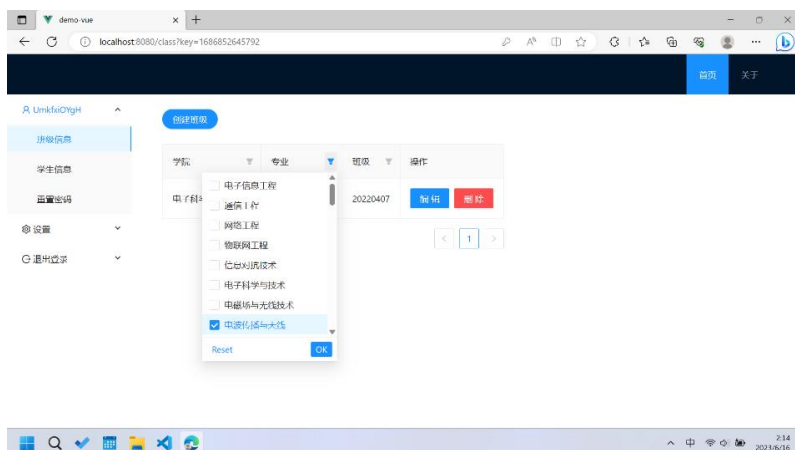 demo-vue
localhost:8080/class?key=1686852645792
首页 关于
UmkfxiOYgH
创建班级
班级信息
学院 专业 班级 操作
学生信息
电子信息工程
电子科 20220407 编辑 删除
通信工程
重置密码
网络工程
设置
物联网工程
1
退出登录
信息对抗技术
电子科学与技术
电磁场与无线技术
电波传播与天线
Reset OK
中
2:14
2023/6/16